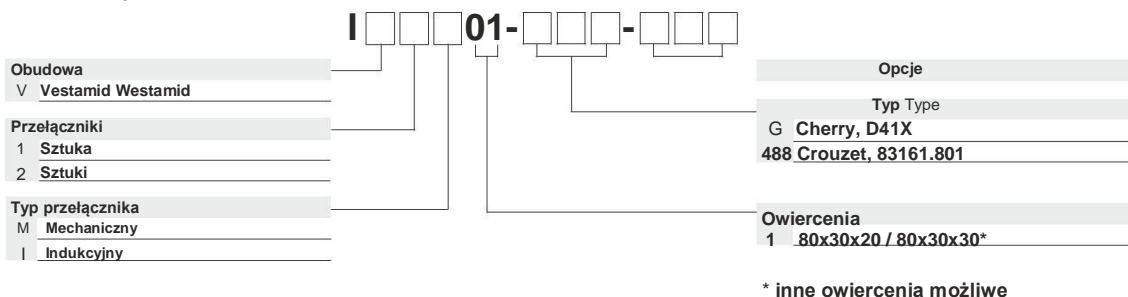 I□□□01-□□□-□□□
Obudowa
V Vestamid Westamid
Przełączniki
1 Sztuka
2 Sztuki
Typ przełącznika
M Mechaniczny
I Indukcyjny
Opcje
Typ Type
G Cherry, D41X
488 Crouzet, 83161.801
Owiercenia
1 80x30x20 / 80x30x30*
* inne owiercenia możliwe